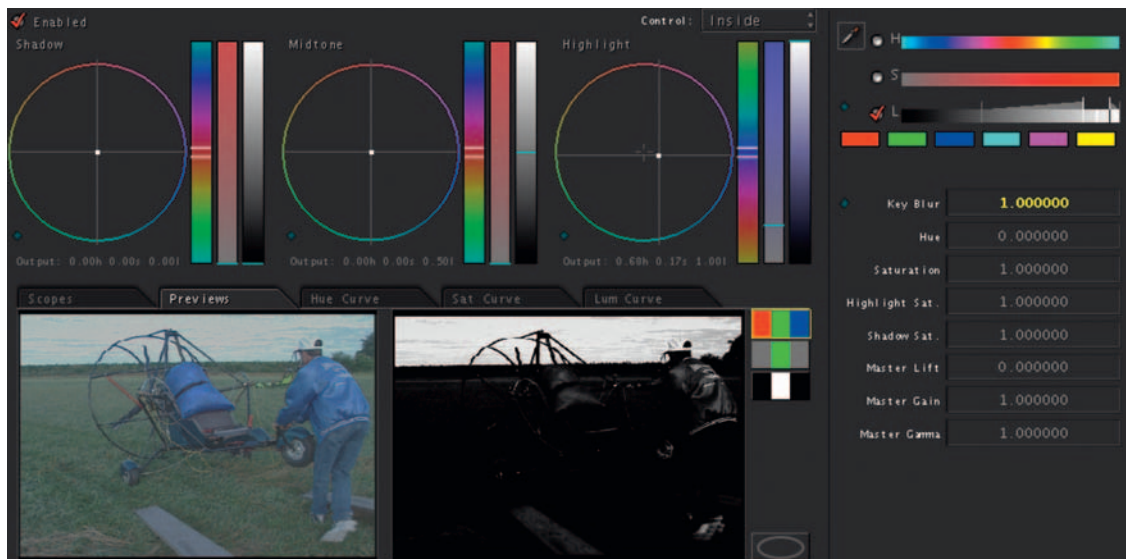 Enabled
Control: Inside
Shadow
Midtone
Highlight
Output: 0.00h 0.00s 0.00l
Output: 0.00h 0.00s 0.50l
Output: 0.60h 0.17s 1.00l
Scopes
Previews
Hue Curve
Sat Curve
Lum Curve
H
S
L
Key Blur 1.000000
Hue 0.000000
Saturation 1.000000
Highlight Sat. 1.000000
Shadow Sat. 1.000000
Master Lift 0.000000
Master Gain 1.000000
Master Gamma 1.000000